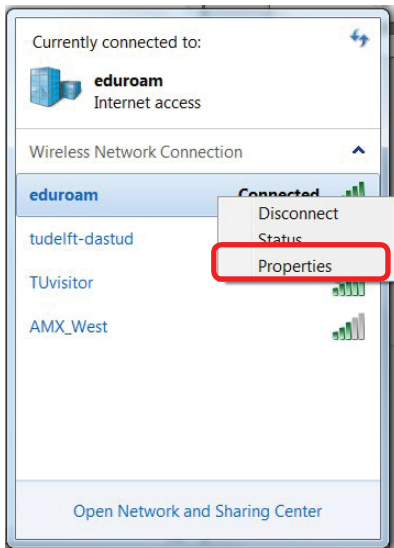 Currently connected to:
eduroam
Internet access
Wireless Network Connection
eduroam Connected
Disconnect
tudelft-dastud Status
Properties
TUvisitor
AMX_West
Open Network and Sharing Center